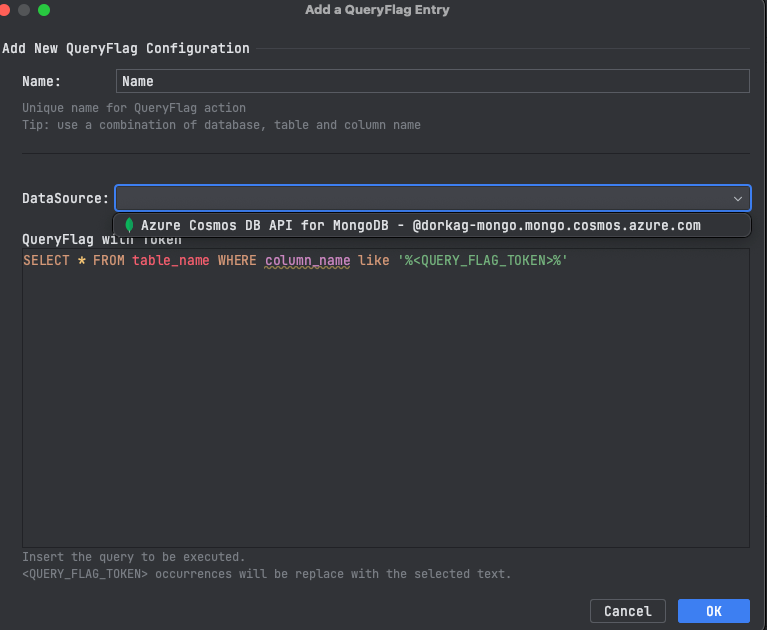 Add a QueryFlag Entry
Add New QueryFlag Configuration
Name:
Name
Unique name for QueryFlag action
Tip: use a combination of database, table and column name
DataSource:
Azure Cosmos DB API for MongoDB - @dorkag-mongo.mongo.cosmos.azure.com
QueryFlag with Token
SELECT * FROM table_name WHERE column_name like '%<QUERY_FLAG_TOKEN>%'
Insert the query to be executed.
<QUERY_FLAG_TOKEN> occurrences will be replace with the selected text.
Cancel
OK